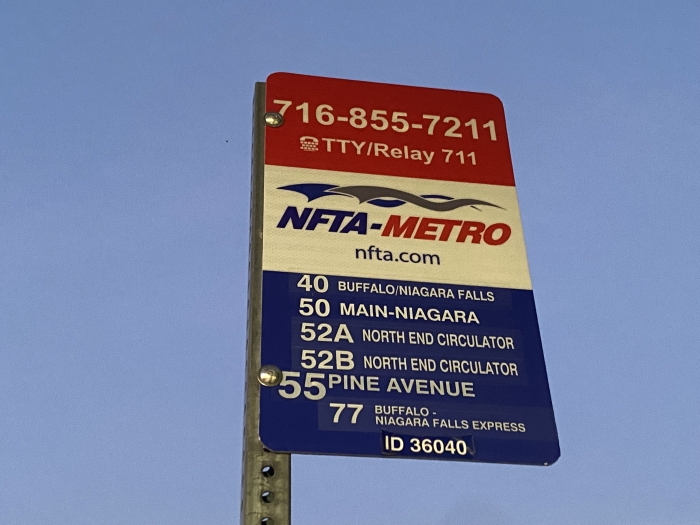 716-855-7211
TTY/Relay 711
NFTA-METRO
nfta.com
40 BUFFALO/NIAGARA FALLS
50 MAIN-NIAGARA
52A NORTH END CIRCULATOR
52B NORTH END CIRCULATOR
55 PINE AVENUE
77 BUFFALO -
NIAGARA FALLS EXPRESS
ID 36040